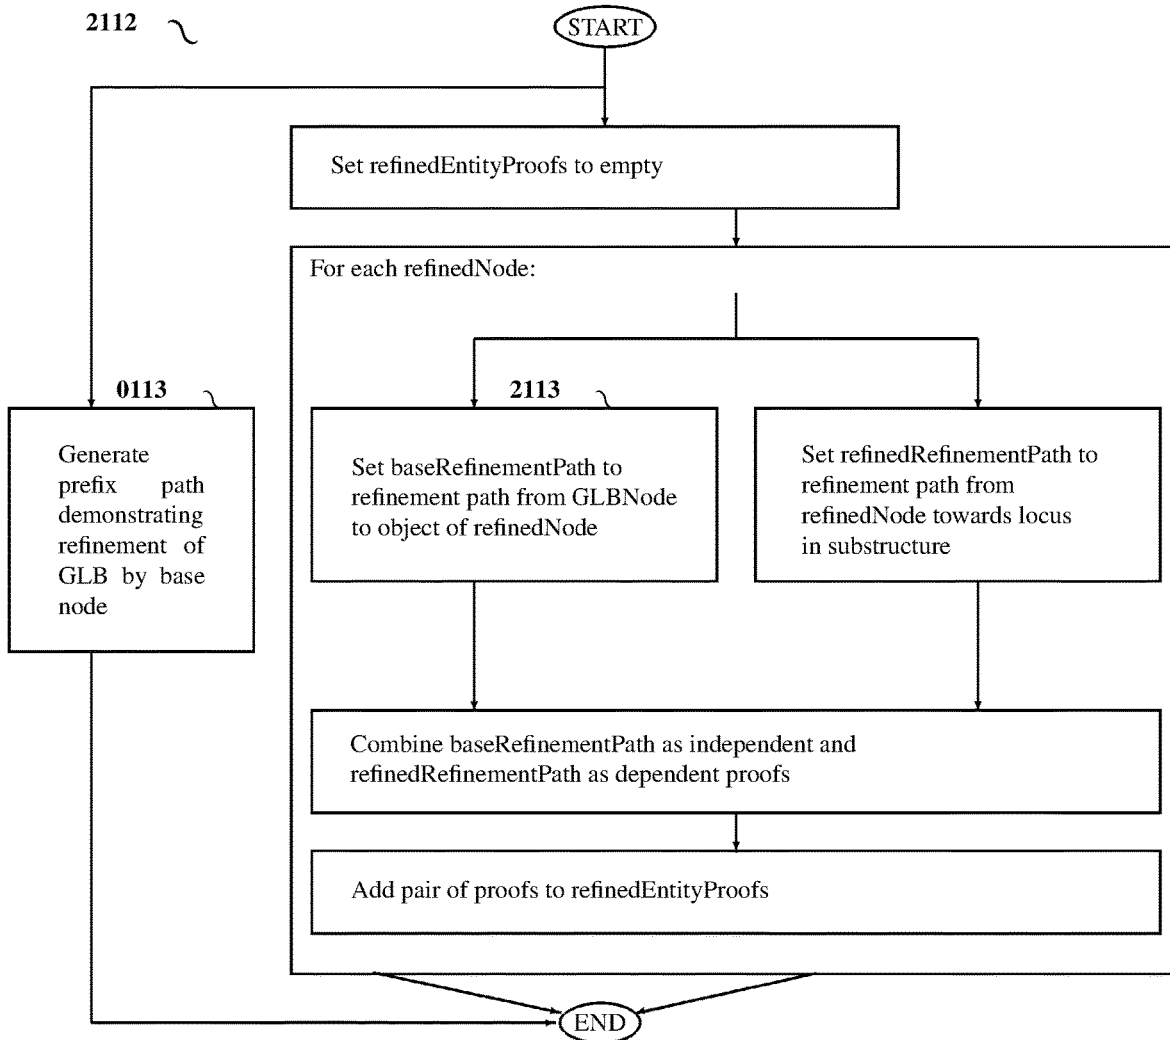 2112
START
Set refinedEntityProofs to empty
For each refinedNode:
0113
2113
Generate
prefix path
demonstrating
refinement of
GLB by base
node
Set baseRefinementPath to
refinement path from GLBNode
to object of refinedNode
Set refinedRefinementPath to
refinement path from
refinedNode towards locus
in substructure
Combine baseRefinementPath as independent and
refinedRefinementPath as dependent proofs
Add pair of proofs to refinedEntityProofs
END